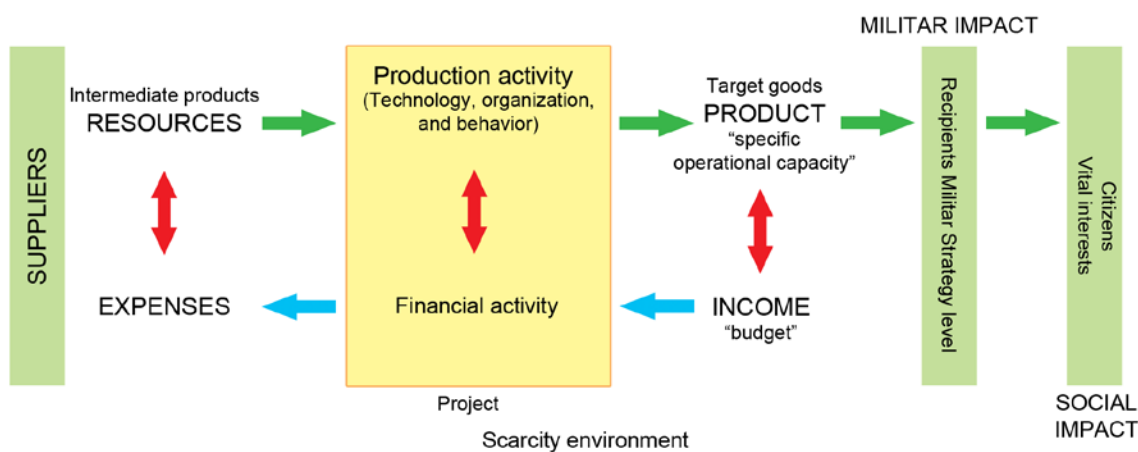 MILITAR IMPACT
SUPPLIERS
Intermediate products
RESOURCES
EXPENSES
Production activity
(Technology, organization,
and behavior)
Financial activity
Project
Target goods
PRODUCT
“specific
operational capacity”
INCOME
“budget”
Recipients Militar Strategy level
Citizens
Vital interests
SOCIAL
IMPACT
Scarcity environment